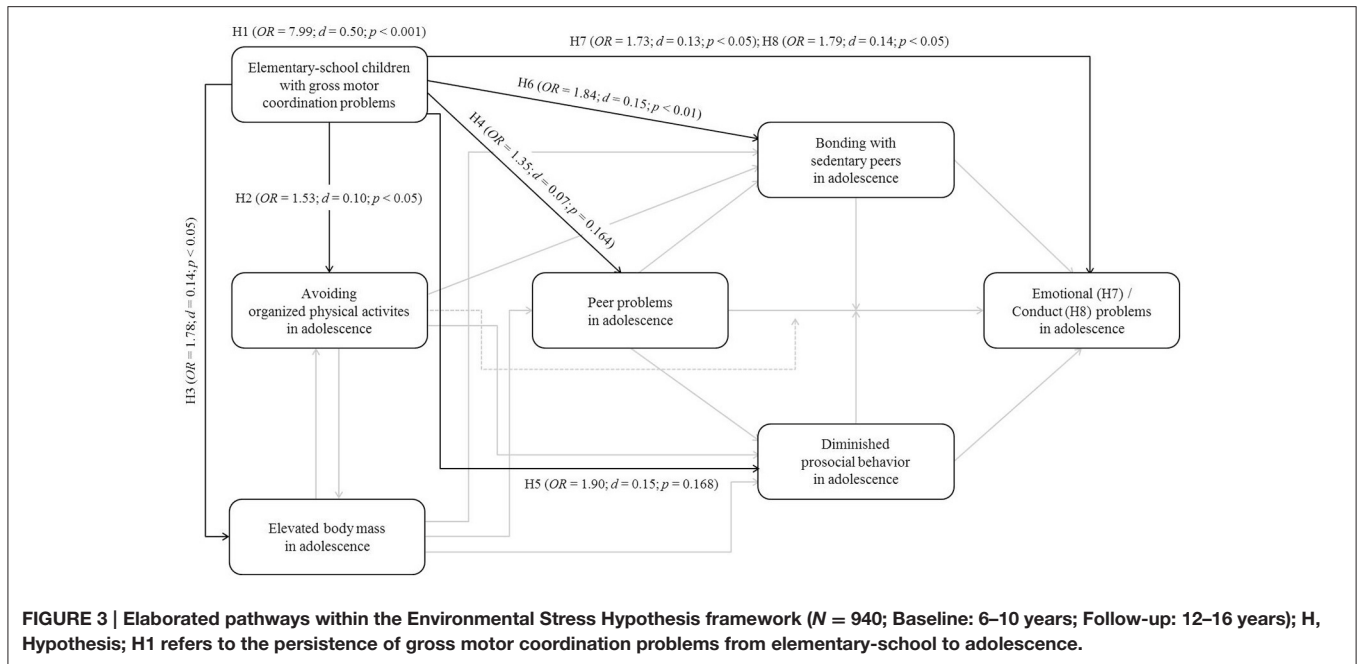 H1 (OR = 7.99; d = 0.50; p < 0.001)
H7 (OR = 1.73; d = 0.13; p < 0.05); H8 (OR = 1.79; d = 0.14; p < 0.05)
Elementary-school children
with gross motor
coordination problems
H6 (OR = 1.84; d = 0.15; p < 0.01)
H4 (OR = 1.35; d = 0.07; p = 0.164)
Bonding with
sedentary peers
in adolescence
H2 (OR = 1.53; d = 0.10; p < 0.05)
H3 (OR = 1.78; d = 0.14; p < 0.05)
Avoiding
organized physical activites
in adolescence
Peer problems
in adolescence
Emotional (H7) /
Conduct (H8) problems
in adolescence
Diminished
prosocial behavior
in adolescence
H5 (OR = 1.90; d = 0.15; p = 0.168)
Elevated body mass
in adolescence
FIGURE 3 | Elaborated pathways within the Environmental Stress Hypothesis framework (N = 940; Baseline: 6–10 years; Follow-up: 12–16 years); H,
Hypothesis; H1 refers to the persistence of gross motor coordination problems from elementary-school to adolescence.